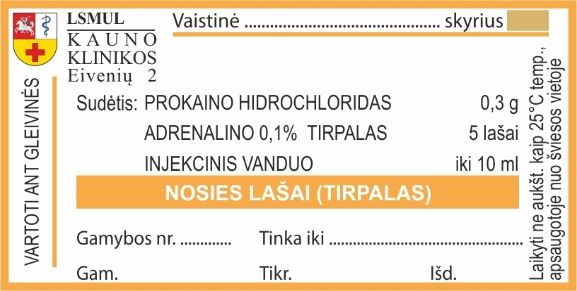 LSMUL
KAUNO
KLINIKOS
Eivenių 2
Vaistinė ................................................ skyrius
Sudėtis: PROKAINO HIDROCHLORIDAS 0,3 g
ADRENALINO 0,1% TIRPALAS 5 lašai
INJEKCINIS VANDUO iki 10 ml
NOSIES LAŠAI (TIRPALAS)
Gamybos nr. ............... Tinka iki ..........................................
Gam. Tikr. Išd.
VARTOTI ANT GLEIVINĖS
Laikyti ne aukšt. kaip 25°C temp.,
apsaugotoje nuo šviesos vietoje